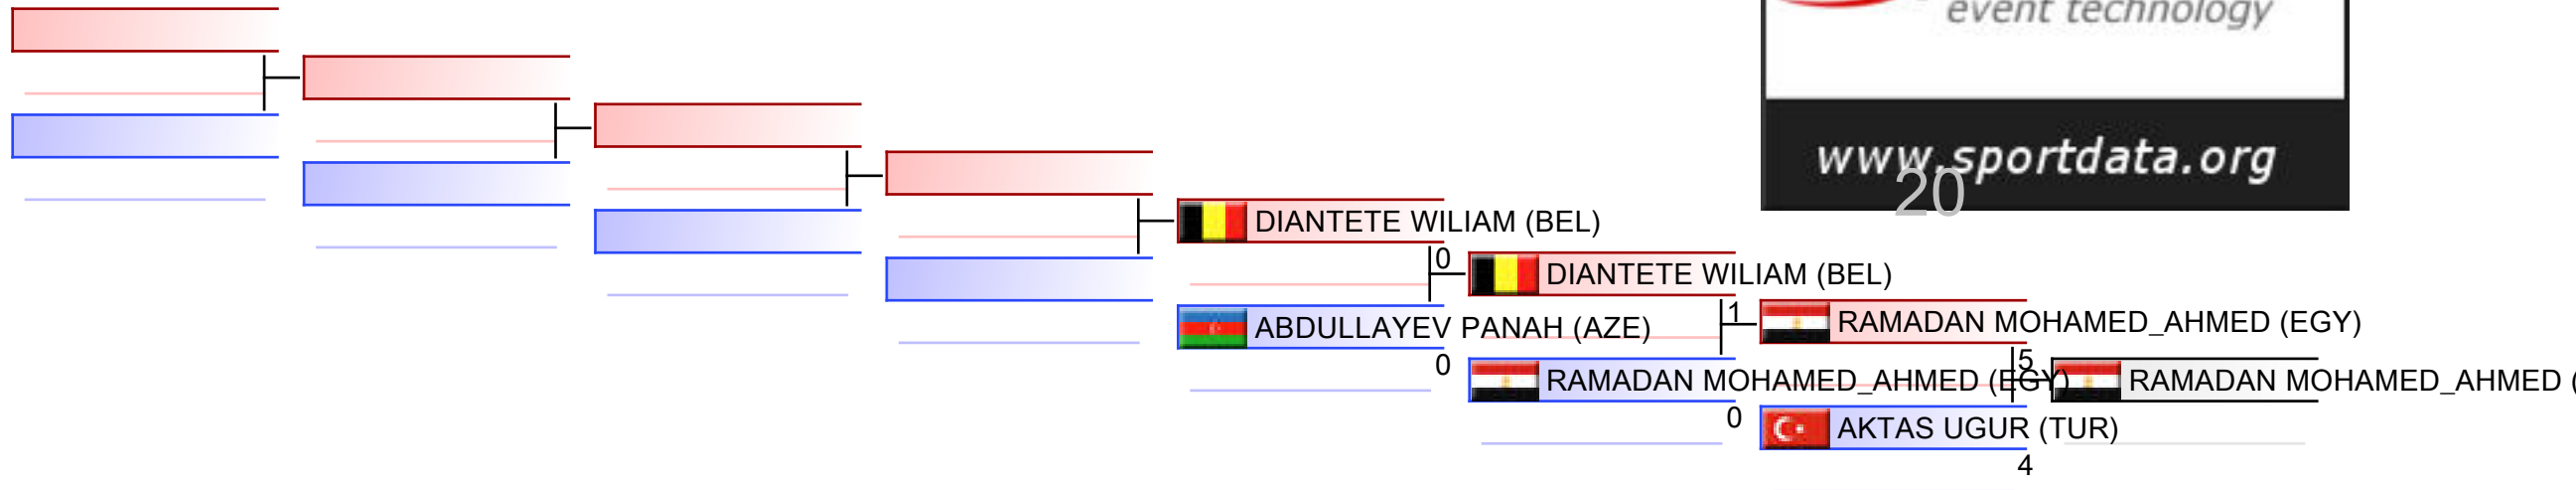 event technology
www.sportdata.org
20
DIANTETE WILIAM (BEL)
0
DIANTETE WILIAM (BEL)
1
RAMADAN MOHAMED_AHMED (EGY)
ABDULLAYEV PANAH (AZE)
0
5
RAMADAN MOHAMED_AHMED (EGY)
RAMADAN MOHAMED_AHMED (
0
AKTAS UGUR (TUR)
4